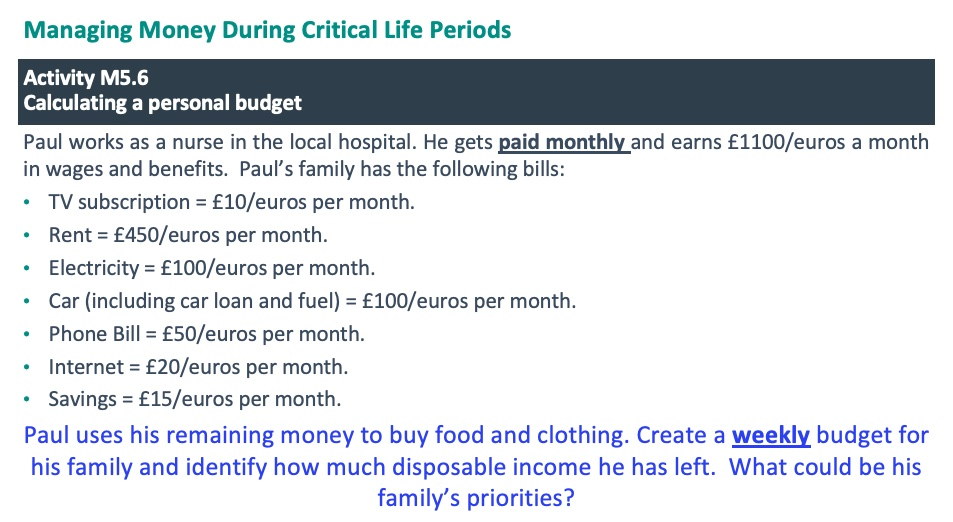 Managing Money During Critical Life Periods
Activity M5.6
Calculating a personal budget
Paul works as a nurse in the local hospital. He gets paid monthly and earns £1100/euros a month
in wages and benefits.  Paul's family has the following bills:
• TV subscription = £10/euros per month.
• Rent = £450/euros per month.
• Electricity = £100/euros per month.
• Car (including car loan and fuel) = £100/euros per month.
• Phone Bill = £50/euros per month.
• Internet = £20/euros per month.
• Savings = £15/euros per month.
Paul uses his remaining money to buy food and clothing. Create a weekly budget for
his family and identify how much disposable income he has left.  What could be his
family's priorities?